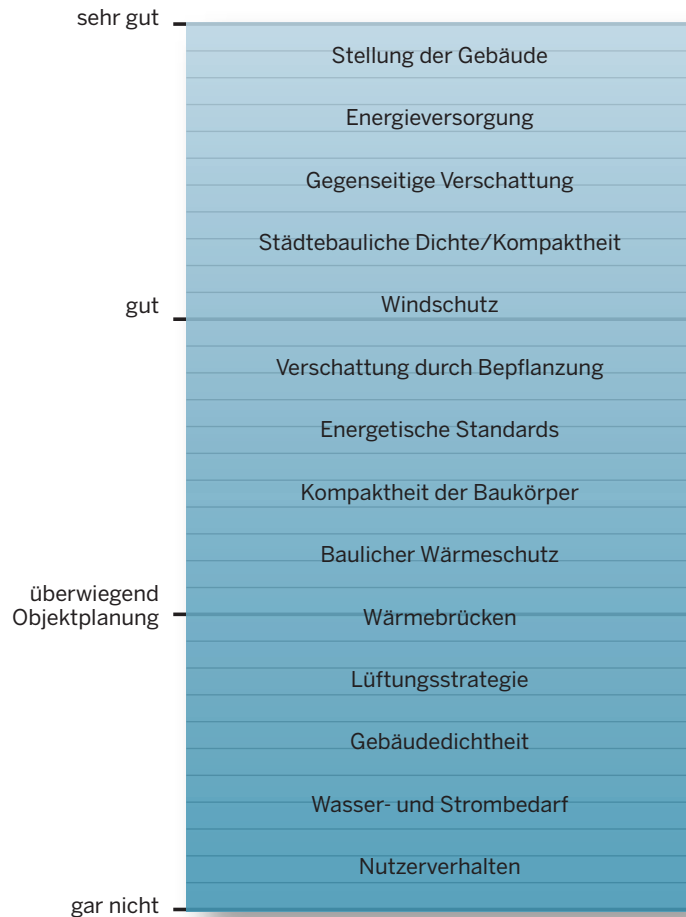 sehr gut
Stellung der Gebäude
Energieversorgung
Gegenseitige Verschattung
Städtebauliche Dichte/Kompaktheit
gut
Windschutz
Verschattung durch Bepflanzung
Energetische Standards
Kompaktheit der Baukörper
Baulicher Wärmeschutz
überwiegend
Objektplanung
Wärmebrücken
Lüftungsstrategie
Gebäudedichtheit
Wasser- und Strombedarf
Nutzerverhalten
gar nicht